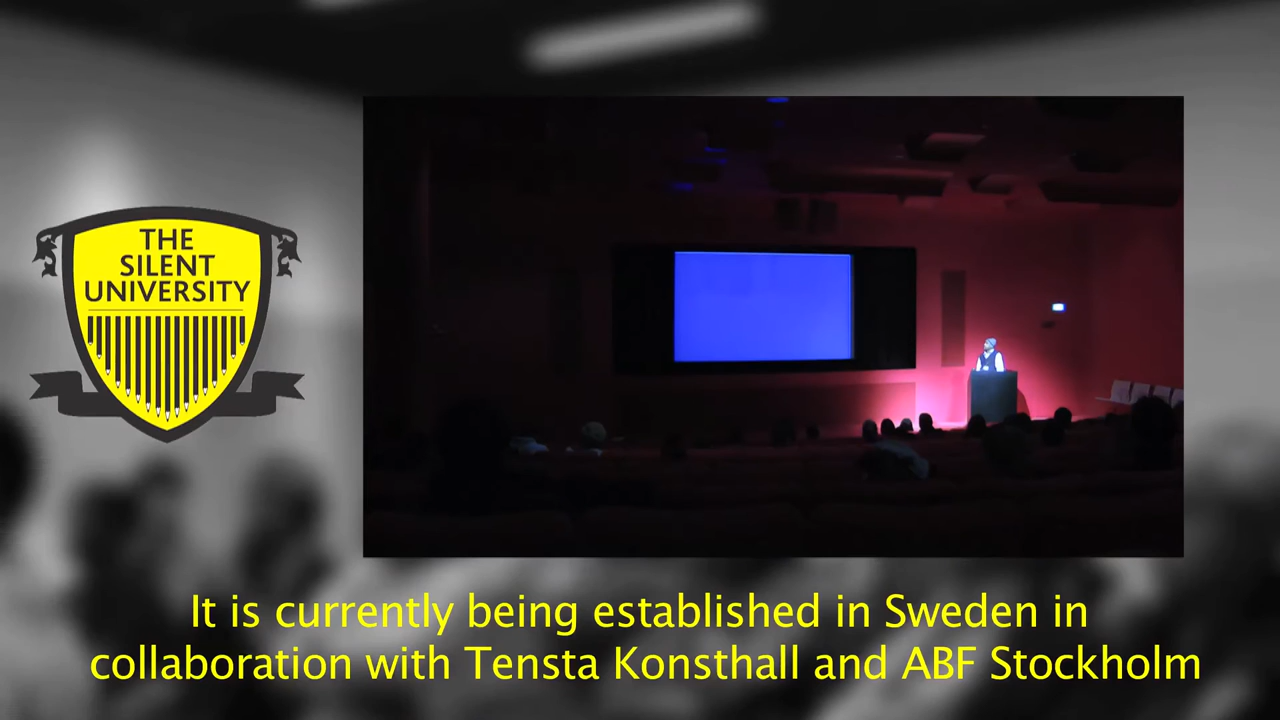 THE
SILENT
UNIVERSITY
It is currently being established in Sweden in
collaboration with Tensta Konsthall and ABF Stockholm